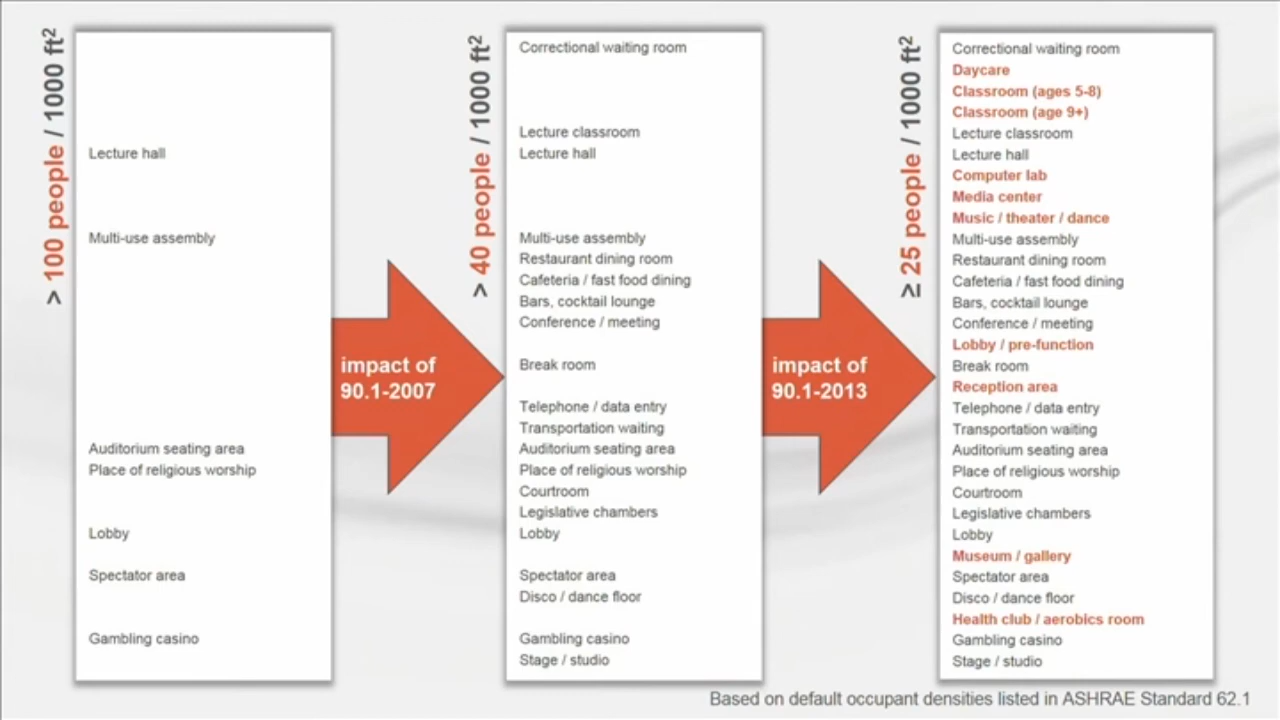 > 100 people / 1000 ft²
Lecture hall
Multi-use assembly
Auditorium seating area
Place of religious worship
Lobby
Spectator area
Gambling casino
impact of
90.1-2007
> 40 people / 1000 ft²
Correctional waiting room
Lecture classroom
Lecture hall
Multi-use assembly
Restaurant dining room
Cafeteria / fast food dining
Bars, cocktail lounge
Conference / meeting
Break room
Telephone / data entry
Transportation waiting
Auditorium seating area
Place of religious worship
Courtroom
Legislative chambers
Lobby
Spectator area
Disco / dance floor
Gambling casino
Stage / studio
impact of
90.1-2013
≥ 25 people / 1000 ft²
Correctional waiting room
Daycare
Classroom (ages 5-8)
Classroom (age 9+)
Lecture classroom
Lecture hall
Computer lab
Media center
Music / theater / dance
Multi-use assembly
Restaurant dining room
Cafeteria / fast food dining
Bars, cocktail lounge
Conference / meeting
Lobby / pre-function
Break room
Reception area
Telephone / data entry
Transportation waiting
Auditorium seating area
Place of religious worship
Courtroom
Legislative chambers
Lobby
Museum / gallery
Spectator area
Disco / dance floor
Health club / aerobics room
Gambling casino
Stage / studio
Based on default occupant densities listed in ASHRAE Standard 62.1